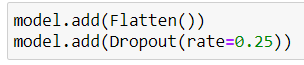 model.add(Flatten())
model.add(Dropout(rate=0.25))